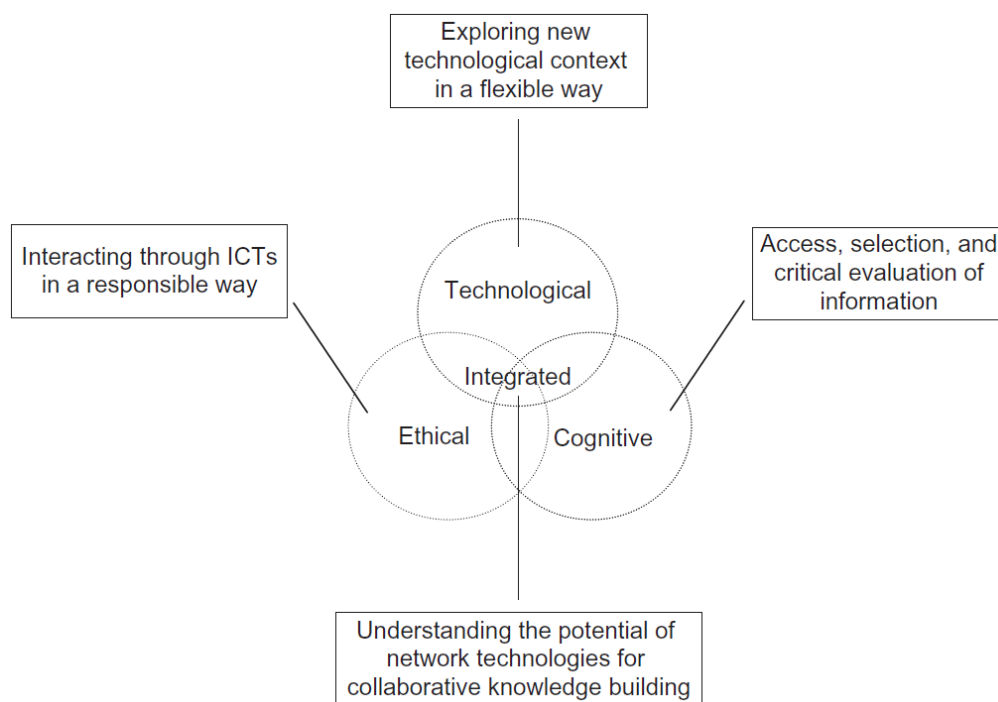 Exploring new
technological context
in a flexible way
Interacting through ICTs
in a responsible way
Access, selection, and
critical evaluation of
information
Technological
Integrated
Ethical
Cognitive
Understanding the potential of
network technologies for
collaborative knowledge building